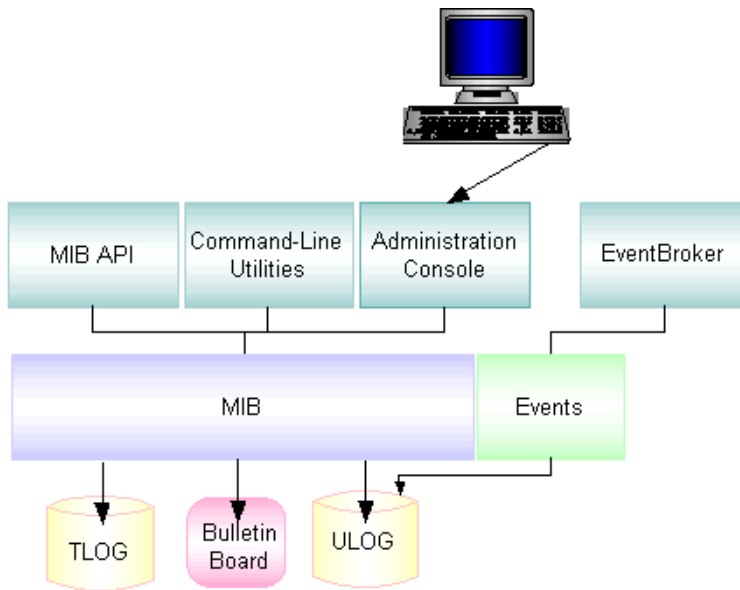 MIB API
Command-Line
Utilities
Administration
Console
EventBroker
MIB
Events
TLOG
Bulletin
Board
ULOG